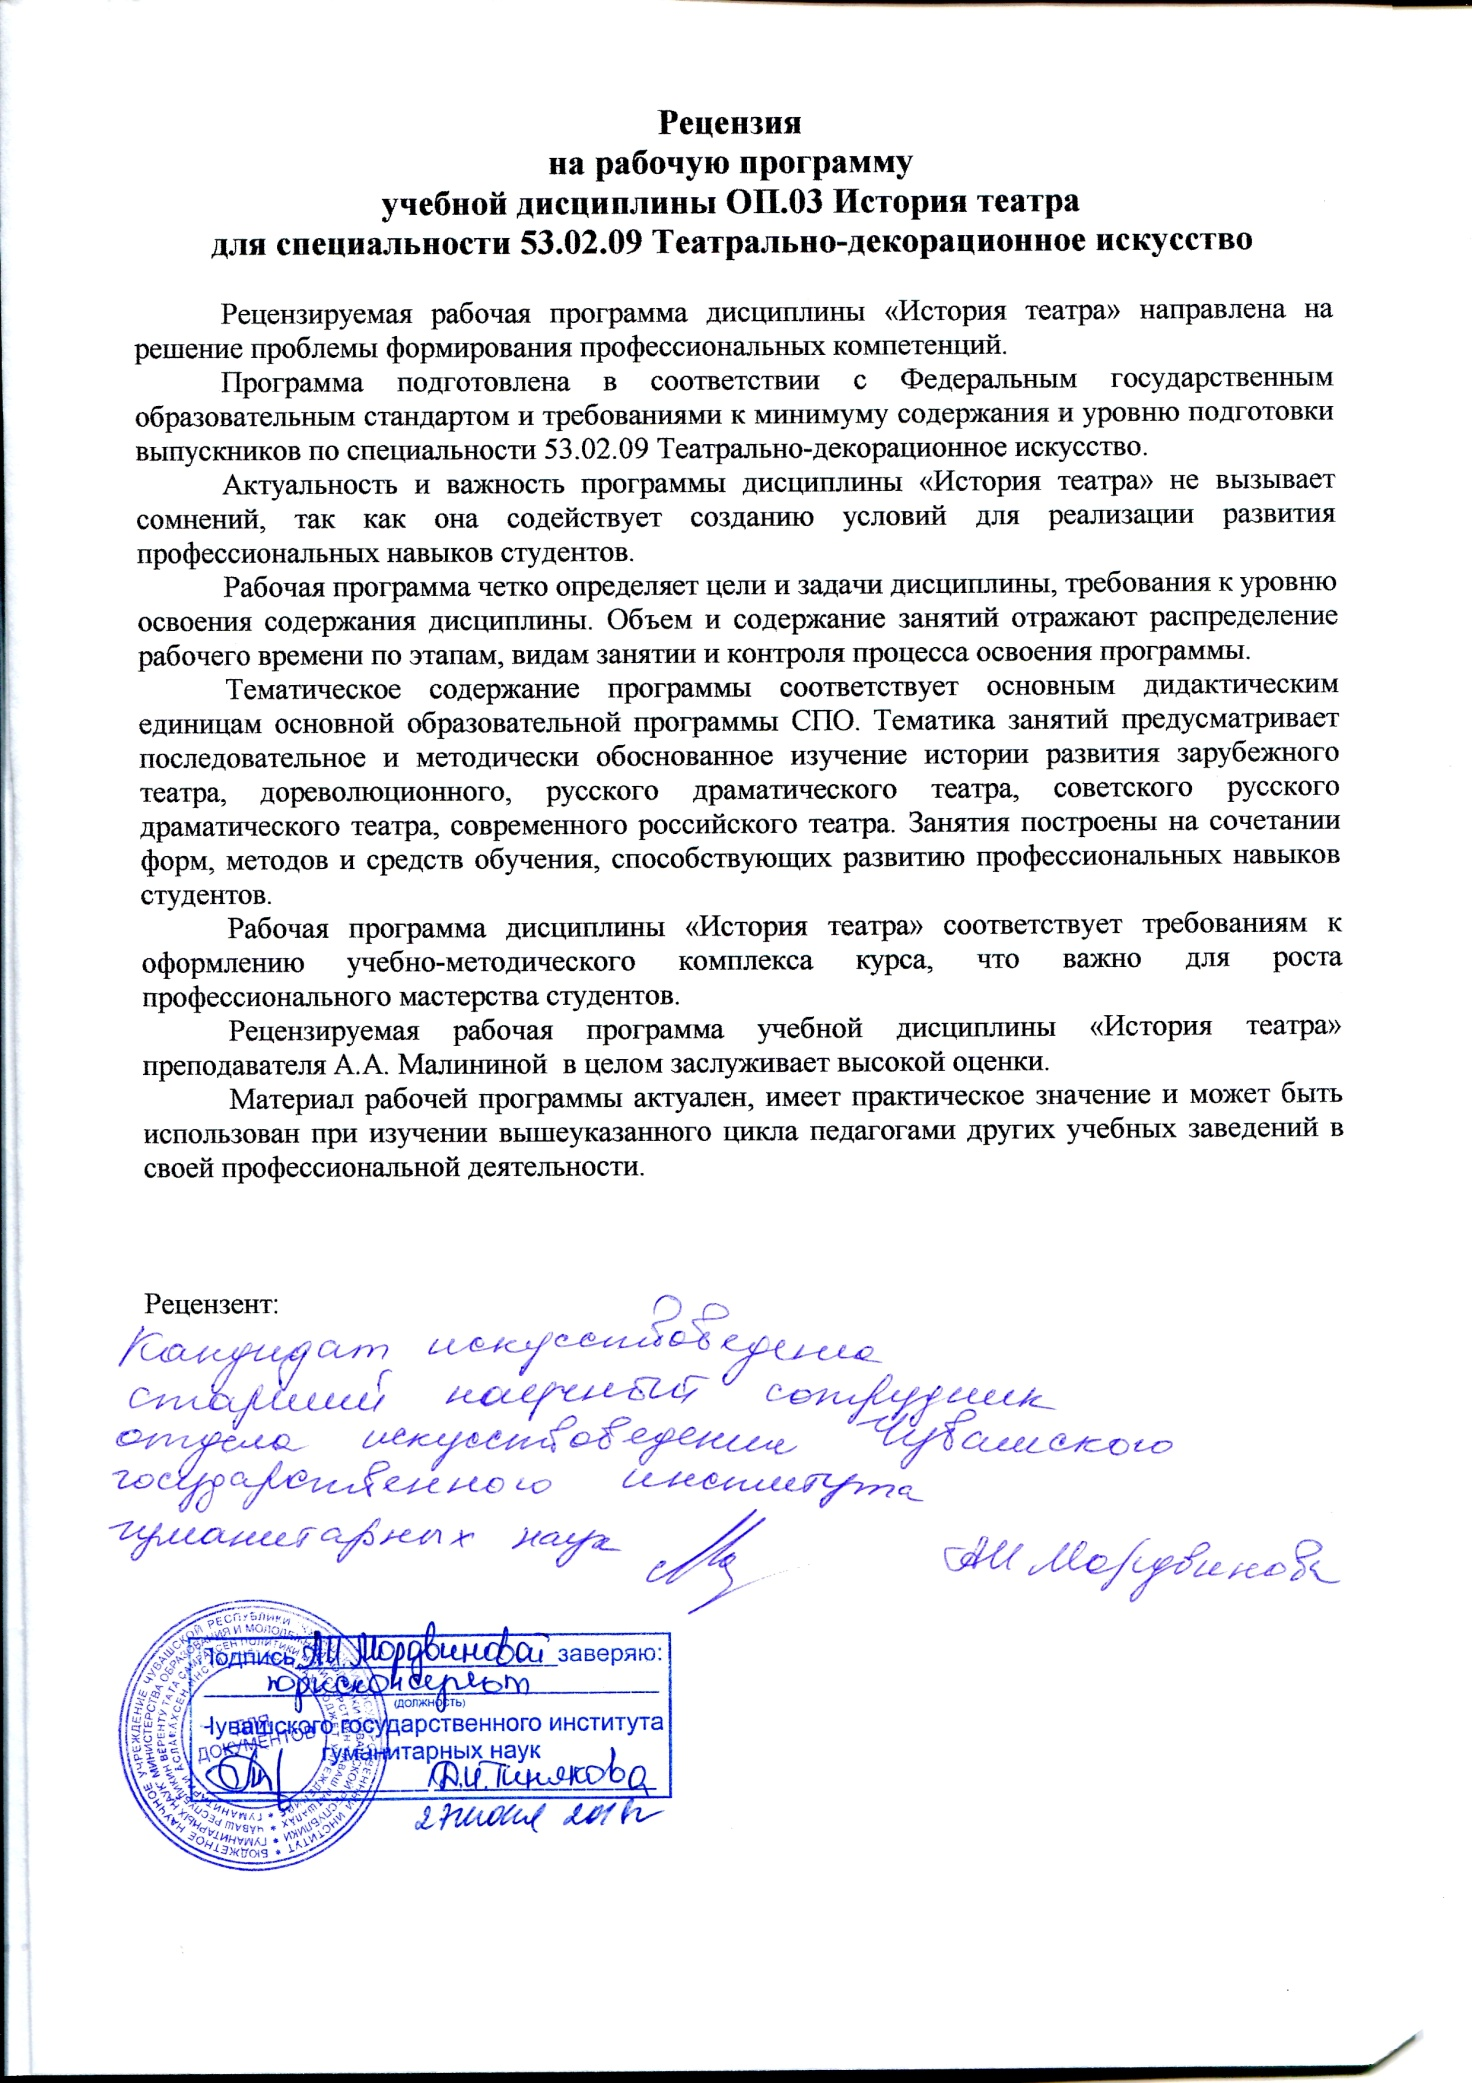 Рецензия
на рабочую программу
учебной дисциплины ОП.03 История театра
для специальности 53.02.09 Театрально-декорационное искусство
Рецензируемая рабочая программа дисциплины «История театра» направлена на
решение проблемы формирования профессиональных компетенций.
Программа подготовлена в соответствии с Федеральным государственным
образовательным стандартом и требованиями к минимуму содержания и уровню подготовки
выпускников по специальности 53.02.09 Театрально-декорационное искусство.
Актуальность и важность программы дисциплины «История театра» не вызывает
сомнений, так как она содействует созданию условий для реализации развития
профессиональных навыков студентов.
Рабочая программа четко определяет цели и задачи дисциплины, требования к уровню
освоения содержания дисциплины. Объем и содержание занятий отражают распределение
рабочего времени по этапам, видам занятии и контроля процесса освоения программы.
Тематическое содержание программы соответствует основным дидактическим
единицам основной образовательной программы СПО. Тематика занятий предусматривает
последовательное и методически обоснованное изучение истории развития зарубежного
театра, дореволюционного, русского драматического театра, советского русского
драматического театра, современного российского театра. Занятия построены на сочетании
форм, методов и средств обучения, способствующих развитию профессиональных навыков
студентов.
Рабочая программа дисциплины «История театра» соответствует требованиям к
оформлению учебно-методического комплекса курса, что важно для роста
профессионального мастерства студентов.
Рецензируемая рабочая программа учебной дисциплины «История театра»
преподавателя А.А. Малининой в целом заслуживает высокой оценки.
Материал рабочей программы актуален, имеет практическое значение и может быть
использован при изучении вышеуказанного цикла педагогами других учебных заведений в
своей профессиональной деятельности.
Рецензент:
Кандидат искусствоведения
старший научный сотрудник
отдела искусствоведения Чувашского
государственного института
гуманитарных наук
АИ Мордвинова
Подпись АИ Мордвиновой заверяю:
юрисконсульт
(должность)
Чувашского государственного института
гуманитарных наук
ДЛЯ
ДОКУМЕНТОВ
Д.И. Тинякова